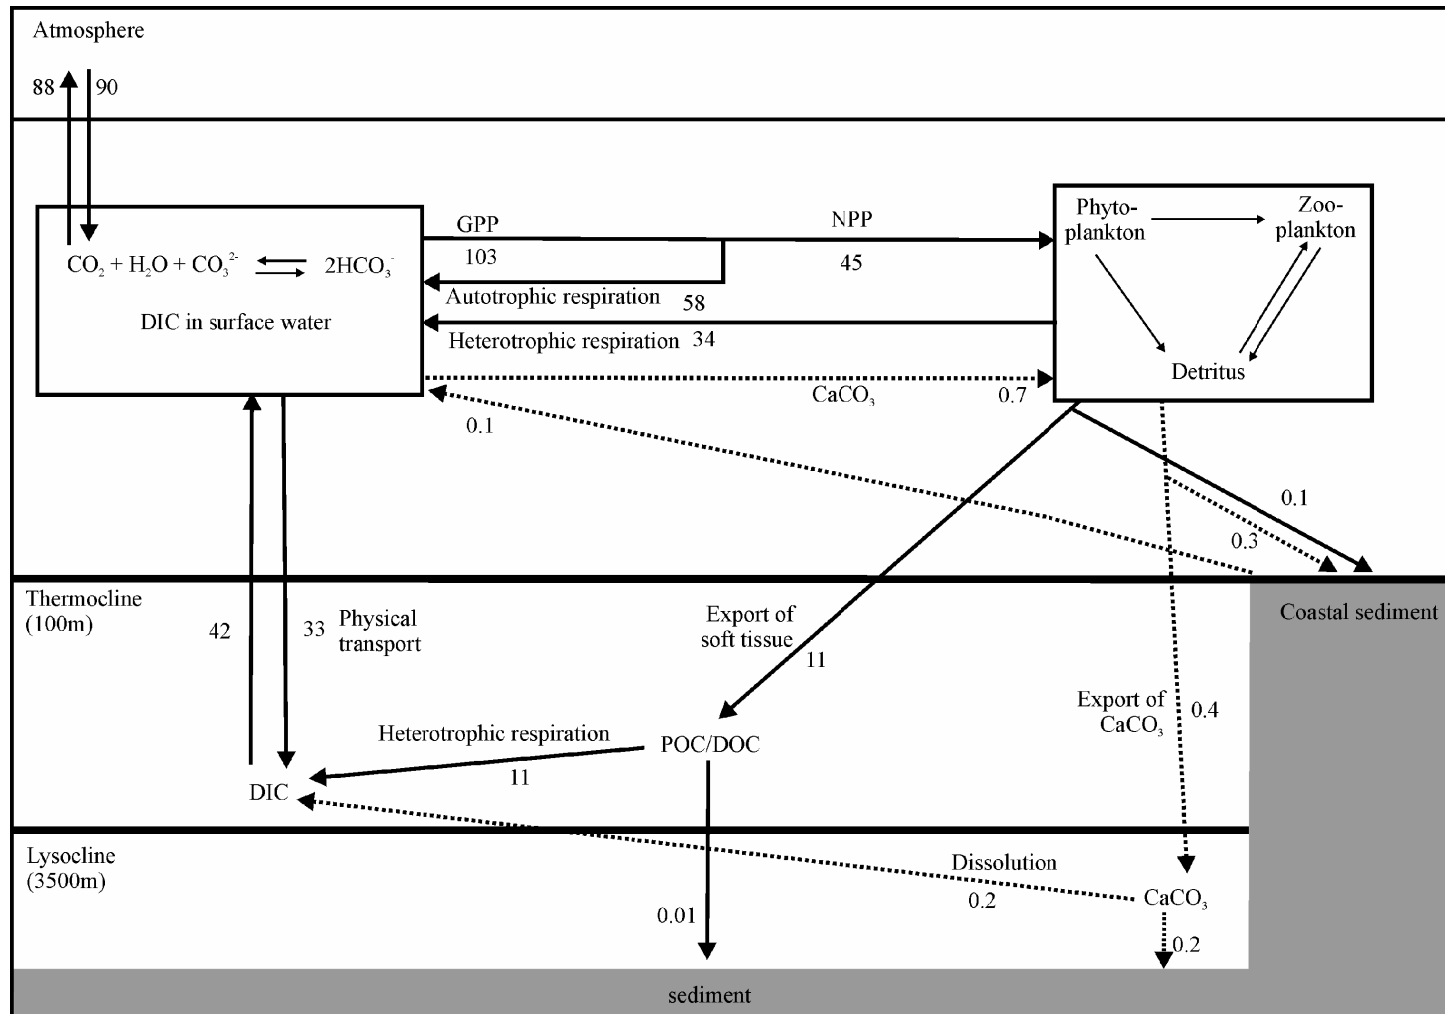 Atmosphere
88
90
GPP
NPP
103
45
CO₂ + H₂O + CO₃²⁻
2HCO₃⁻
DIC in surface water
Autotrophic respiration
58
Heterotrophic respiration
34
CaCO₃
0.7
0.1
Phyto-
plankton
Zoo-
plankton
Detritus
0.1
0.3
Thermocline
(100m)
42
33
Physical
transport
Export of
soft tissue
11
Coastal sediment
Export of
CaCO₃
0.4
Heterotrophic respiration
11
POC/DOC
DIC
Lysocline
(3500m)
Dissolution
0.2
CaCO₃
0.01
0.2
sediment